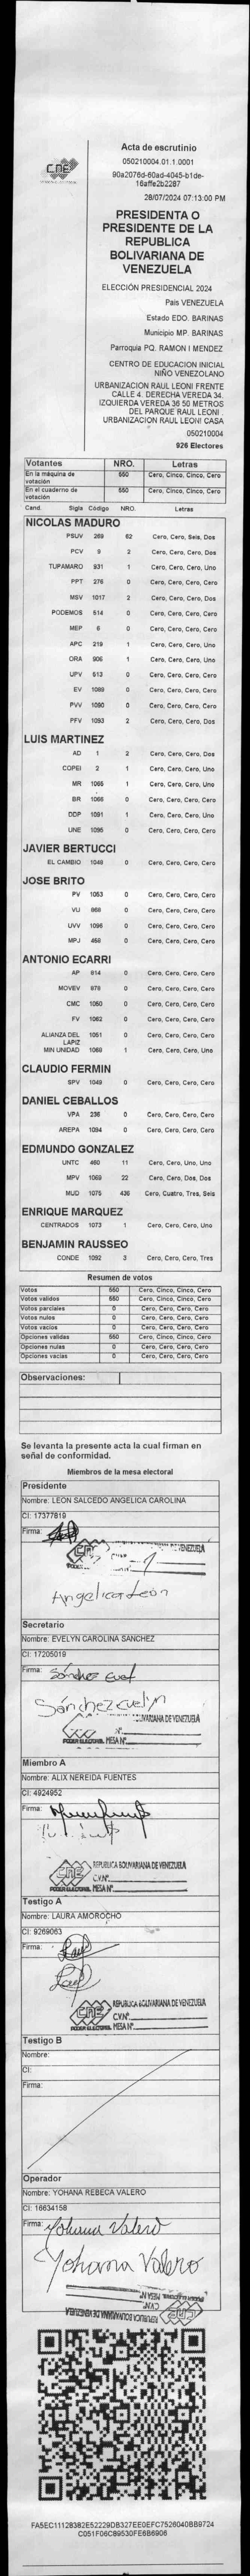 CNE
Acta de escrutinio
050210004.01.1.0001
90a2076d-60ad-4045-b1de-
16affe2b2287
28/07/2024 07:13:00 PM
PRESIDENTA O
PRESIDENTE DE LA
REPUBLICA
BOLIVARIANA DE
VENEZUELA
ELECCIÓN PRESIDENCIAL 2024
Pais VENEZUELA
Estado EDO. BARINAS
Municipio MP. BARINAS
Parroquia PQ. RAMON I MENDEZ
CENTRO DE EDUCACION INICIAL
NIÑO VENEZOLANO
URBANIZACION RAUL LEONI FRENTE
CALLE 4. DERECHA VEREDA 34.
IZQUIERDA VEREDA 36 50 METROS
DEL PARQUE RAUL LEONI
URBANIZACION RAUL LEONI CASA
050210004
926 Electores
Votantes NRO. Letras
En la máquina de votación 550 Cero, Cinco, Cinco, Cero
En el cuaderno de votación 550 Cero, Cinco, Cinco, Cero
Cand. Sigla Código NRO. Letras
NICOLAS MADURO
PSUV 269 62 Cero, Cero, Seis, Dos
PCV 9 2 Cero, Cero, Cero, Dos
TUPAMARO 931 1 Cero, Cero, Cero, Uno
PPT 276 0 Cero, Cero, Cero, Cero
MSV 1017 2 Cero, Cero, Cero, Dos
PODEMOS 514 0 Cero, Cero, Cero, Cero
MEP 6 0 Cero, Cero, Cero, Cero
APC 219 1 Cero, Cero, Cero, Uno
ORA 906 1 Cero, Cero, Cero, Uno
UPV 513 0 Cero, Cero, Cero, Cero
EV 1089 0 Cero, Cero, Cero, Cero
PVV 1090 0 Cero, Cero, Cero, Cero
PFV 1093 2 Cero, Cero, Cero, Dos
LUIS MARTINEZ
AD 1 2 Cero, Cero, Cero, Dos
COPEI 2 1 Cero, Cero, Cero, Uno
MR 1065 1 Cero, Cero, Cero, Uno
BR 1066 0 Cero, Cero, Cero, Cero
DDP 1091 1 Cero, Cero, Cero, Uno
UNE 1095 0 Cero, Cero, Cero, Cero
JAVIER BERTUCCI
EL CAMBIO 1048 0 Cero, Cero, Cero, Cero
JOSE BRITO
PV 1053 0 Cero, Cero, Cero, Cero
VU 968 0 Cero, Cero, Cero, Cero
UVV 1096 0 Cero, Cero, Cero, Cero
MPJ 458 0 Cero, Cero, Cero, Cero
ANTONIO ECARRI
AP 814 0 Cero, Cero, Cero, Cero
MOVEV 978 0 Cero, Cero, Cero, Cero
CMC 1050 0 Cero, Cero, Cero, Cero
FV 1062 0 Cero, Cero, Cero, Cero
ALIANZA DEL LAPIZ 1051 0 Cero, Cero, Cero, Cero
MIN UNIDAD 1069 1 Cero, Cero, Cero, Uno
CLAUDIO FERMIN
SPV 1049 0 Cero, Cero, Cero, Cero
DANIEL CEBALLOS
VPA 236 0 Cero, Cero, Cero, Cero
AREPA 1094 0 Cero, Cero, Cero, Cero
EDMUNDO GONZALEZ
UNTC 460 11 Cero, Cero, Uno, Uno
MPV 1069 22 Cero, Cero, Dos, Dos
MUD 1075 436 Cero, Cuatro, Tres, Seis
ENRIQUE MARQUEZ
CENTRADOS 1073 1 Cero, Cero, Cero, Uno
BENJAMIN RAUSSEO
CONDE 1092 3 Cero, Cero, Cero, Tres
Resumen de votos
Votos 550 Cero, Cinco, Cinco, Cero
Votos validos 550 Cero, Cinco, Cinco, Cero
Votos parciales 0 Cero, Cero, Cero, Cero
Votos nulos 0 Cero, Cero, Cero, Cero
Votos vacios 0 Cero, Cero, Cero, Cero
Opciones validas 550 Cero, Cinco, Cinco, Cero
Opciones nulas 0 Cero, Cero, Cero, Cero
Opciones vacias 0 Cero, Cero, Cero, Cero
Observaciones:
Se levanta la presente acta la cual firman en
señal de conformidad.
Miembros de la mesa electoral
Presidente
Nombre: LEON SALCEDO ANGELICA CAROLINA
CI: 17377819
Firma:
CNE VENEZUELA
Angelica León
Secretario
Nombre: EVELYN CAROLINA SANCHEZ
CI: 17205019
Firma: Sánchez Evel
Sánchez Evelyn
BOLIVARIANA DE VENEZUELA
PODER ELECTORAL MESA Nº
Miembro A
Nombre: ALIX NEREIDA FUENTES
CI: 4924952
Firma:
CNE REPÚBLICA BOLIVARIANA DE VENEZUELA
C.V.Nº
PODER ELECTORAL MESA Nº
Testigo A
Nombre: LAURA AMOROCHO
CI: 9269063
Firma:
CNE REPÚBLICA BOLIVARIANA DE VENEZUELA
C.V.Nº
PODER ELECTORAL MESA Nº
Testigo B
Nombre:
CI:
Firma:
Operador
Nombre: YOHANA REBECA VALERO
CI: 16634158
Firma: Yohana Valero
Yohana Valero
PODER ELECTORAL MESA Nº
C.V.Nº
CNE REPÚBLICA BOLIVARIANA DE VENEZUELA
FA5EC11128382E52229DB327EE0EFC7526040BB9724
C051F06C89530FE6B6906